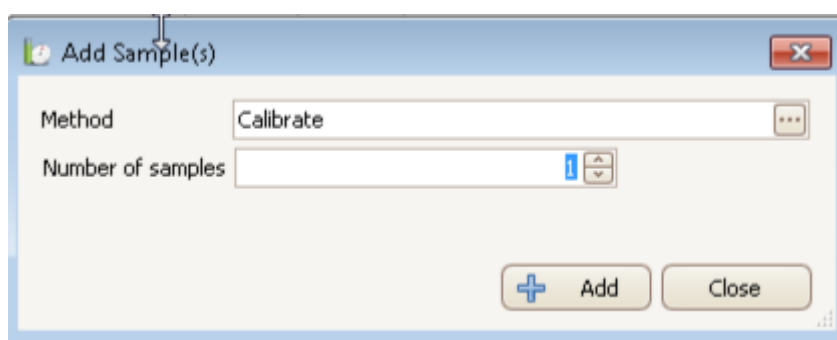 Add Sample(s)
Method Calibrate ...
Number of samples 1
Add Close